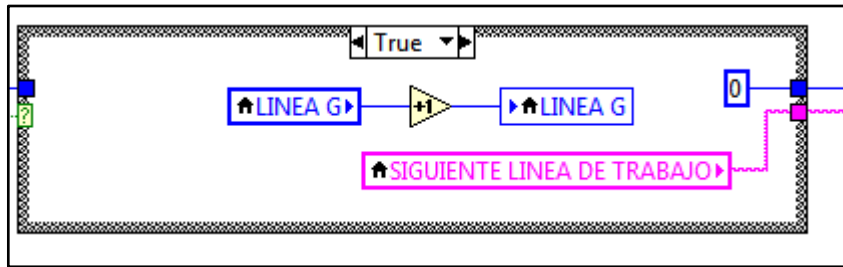 True
LINEA G
+1
LINEA G
0
?
SIGUIENTE LINEA DE TRABAJO